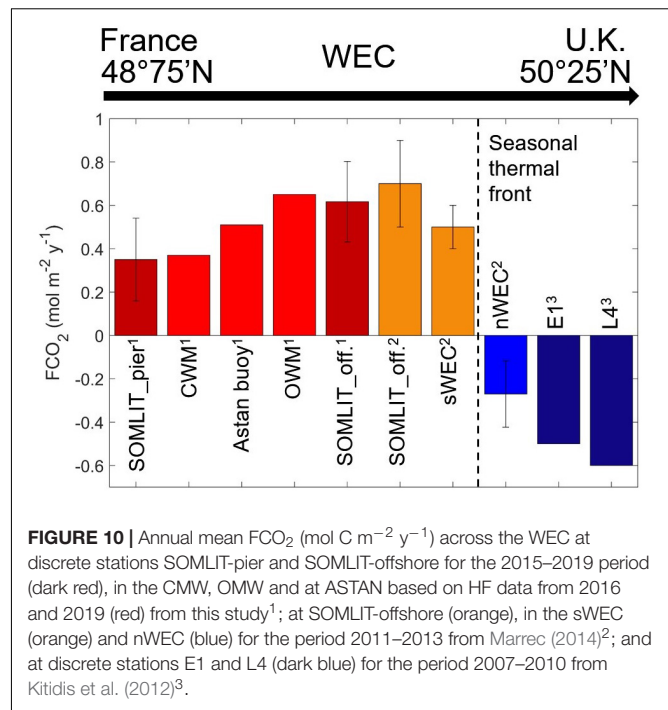 France
48°75’N
WEC
U.K.
50°25’N
1
0.8
0.6
0.4
0.2
0
-0.2
-0.4
-0.6
FCO₂ (mol m⁻² y⁻¹)
Seasonal
thermal
front
SOMLIT_pier¹
CWM¹
Astan buoy¹
OWM¹
SOMLIT_off.¹
SOMLIT_off.²
sWEC²
nWEC²
E1³
L4³
FIGURE 10 | Annual mean FCO₂ (mol C m⁻² y⁻¹) across the WEC at
discrete stations SOMLIT-pier and SOMLIT-offshore for the 2015–2019 period
(dark red), in the CMW, OMW and at ASTAN based on HF data from 2016
and 2019 (red) from this study¹; at SOMLIT-offshore (orange), in the sWEC
(orange) and nWEC (blue) for the period 2011–2013 from Marrec (2014)²; and
at discrete stations E1 and L4 (dark blue) for the period 2007–2010 from
Kitidis et al. (2012)³.